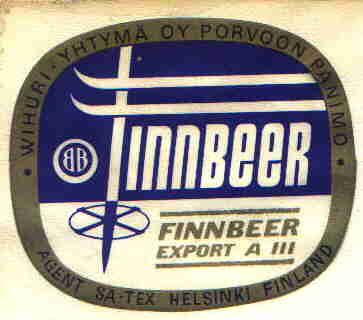 • WIHURI - YHTYMÄ OY PORVOON PANIMO •
BB
FINNBEER
FINNBEER
EXPORT A III
AGENT SA-TEX HELSINKI FINLAND